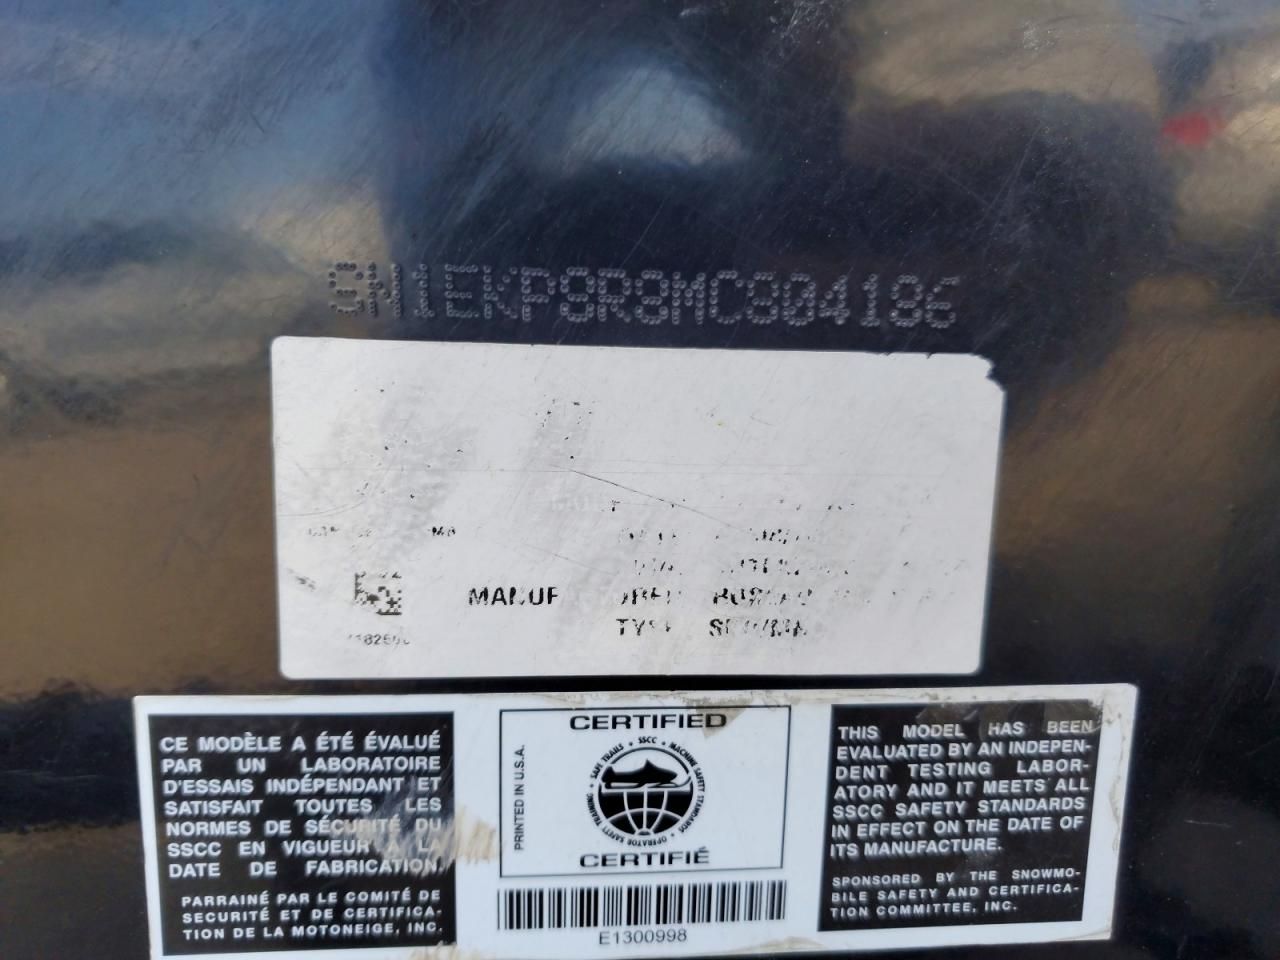 SN1EKP8R8MC804186
CE MODÈLE A ÉTÉ ÉVALUÉ
PAR UN LABORATOIRE
D'ESSAIS INDÉPENDANT ET
SATISFAIT TOUTES LES
NORMES DE SÉCURITÉ DU
SSCC EN VIGUEUR À LA
DATE DE FABRICATION.
PARRAINÉ PAR LE COMITÉ DE
SECURITÉ ET DE CERTIFICA-
TION DE LA MOTONEIGE, INC.
PRINTED IN U.S.A.
CERTIFIED
SAFE TRAILS • SSCC • MACHINE SAFETY STANDARDS • OPERATOR SAFETY TRAINING •
CERTIFIÉ
E1300998
THIS MODEL HAS BEEN
EVALUATED BY AN INDEPEN-
DENT TESTING LABOR-
ATORY AND IT MEETS ALL
SSCC SAFETY STANDARDS
IN EFFECT ON THE DATE OF
ITS MANUFACTURE.
SPONSORED BY THE SNOWMO-
BILE SAFETY AND CERTIFICA-
TION COMMITTEE, INC.